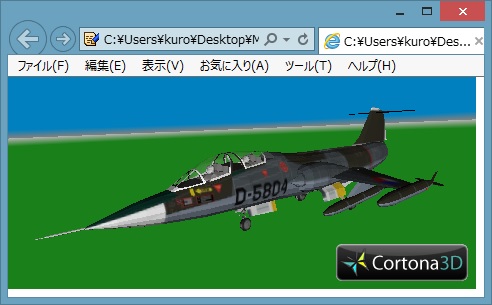 C:¥Users¥kuro¥Desktop¥M
C:¥Users¥kuro¥Des...
ファイル(F) 編集(E) 表示(V) お気に入り(A) ツール(T) ヘルプ(H)
D-5804
Cortona3D